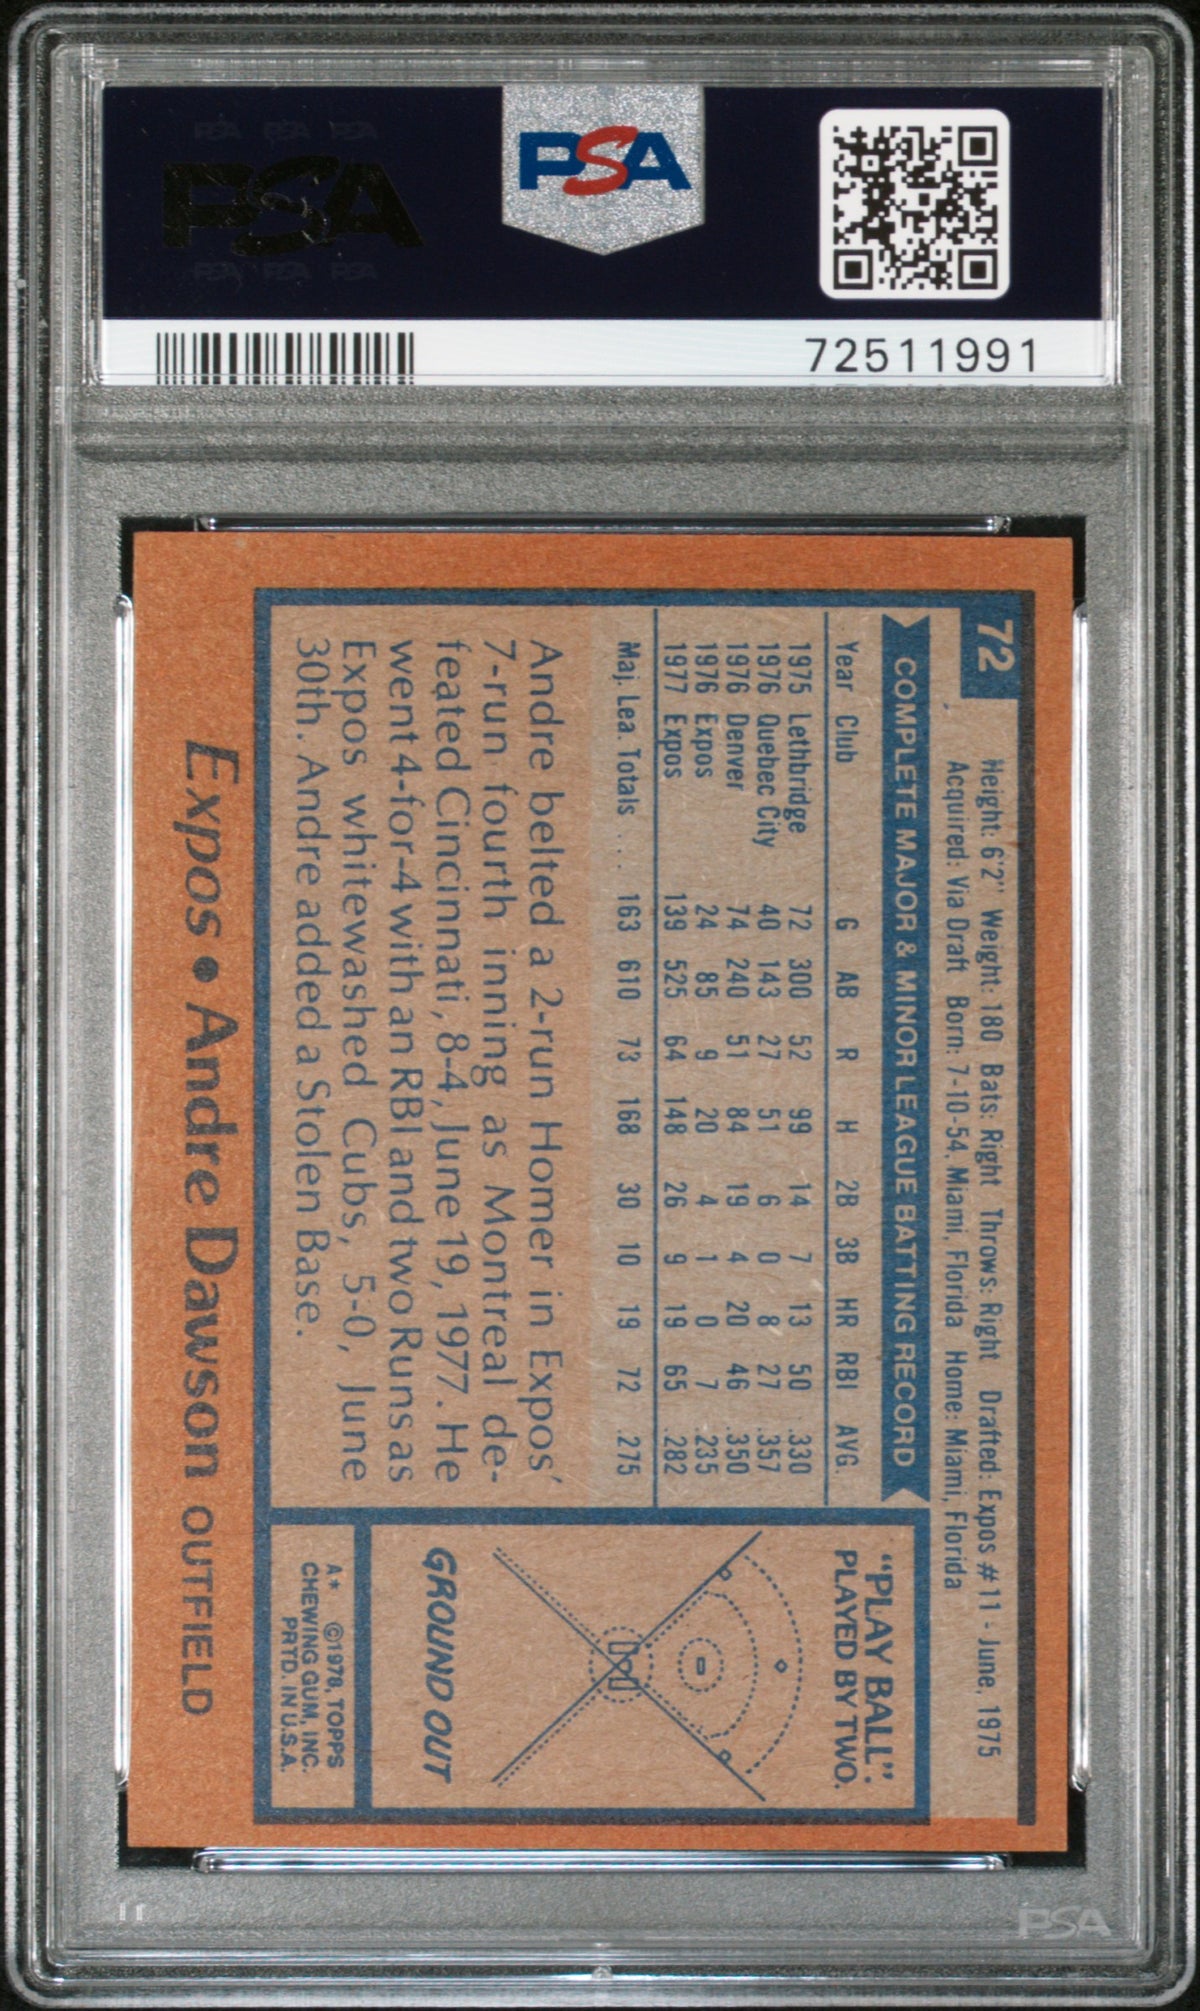 PSA PSA PSA
PSA
PSA PSA PSA
PSA
72511991
72
Height: 6'2" Weight: 180 Bats: Right Throws: Right Drafted: Expos #11 - June, 1975
Acquired: Via Draft Born: 7-10-54, Miami, Florida Home: Miami, Florida
COMPLETE MAJOR & MINOR LEAGUE BATTING RECORD
Year Club G AB R H 2B 3B HR RBI AVG.
1975 Lethbridge 72 300 52 99 14 7 13 50 .330
1976 Quebec City 40 143 27 51 6 0 8 27 .357
1976 Denver 74 240 51 84 19 4 20 46 .350
1976 Expos 24 85 9 20 4 1 0 7 .235
1977 Expos 139 525 64 148 26 9 19 65 .282
Maj. Lea. Totals ... 163 610 73 168 30 10 19 72 .275
Andre belted a 2-run Homer in Expos'
7-run fourth inning as Montreal de-
feated Cincinnati, 8-4, June 19, 1977. He
went 4-for-4 with an RBI and two Runs as
Expos whitewashed Cubs, 5-0, June
30th. Andre added a Stolen Base.
"PLAY BALL":
PLAYED BY TWO.
GROUND OUT
A* ©1978, TOPPS
CHEWING GUM, INC.
PRTD. IN U.S.A.
Expos • Andre Dawson OUTFIELD
PSA